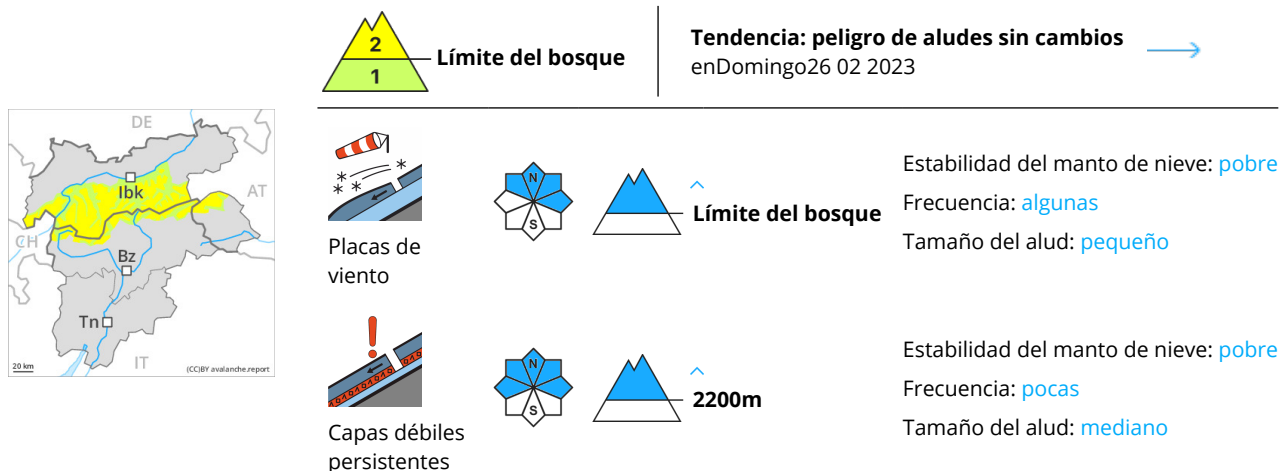 2
1
Límite del bosque
Tendencia: peligro de aludes sin cambios
enDomingo26 02 2023
DE
Ibk
AT
CH
Bz
Tn
IT
20 km
(CC)BY avalanche.report
Placas de
viento
N
S
Límite del bosque
Estabilidad del manto de nieve: pobre
Frecuencia: algunas
Tamaño del alud: pequeño
Capas débiles
persistentes
N
S
2200m
Estabilidad del manto de nieve: pobre
Frecuencia: pocas
Tamaño del alud: mediano